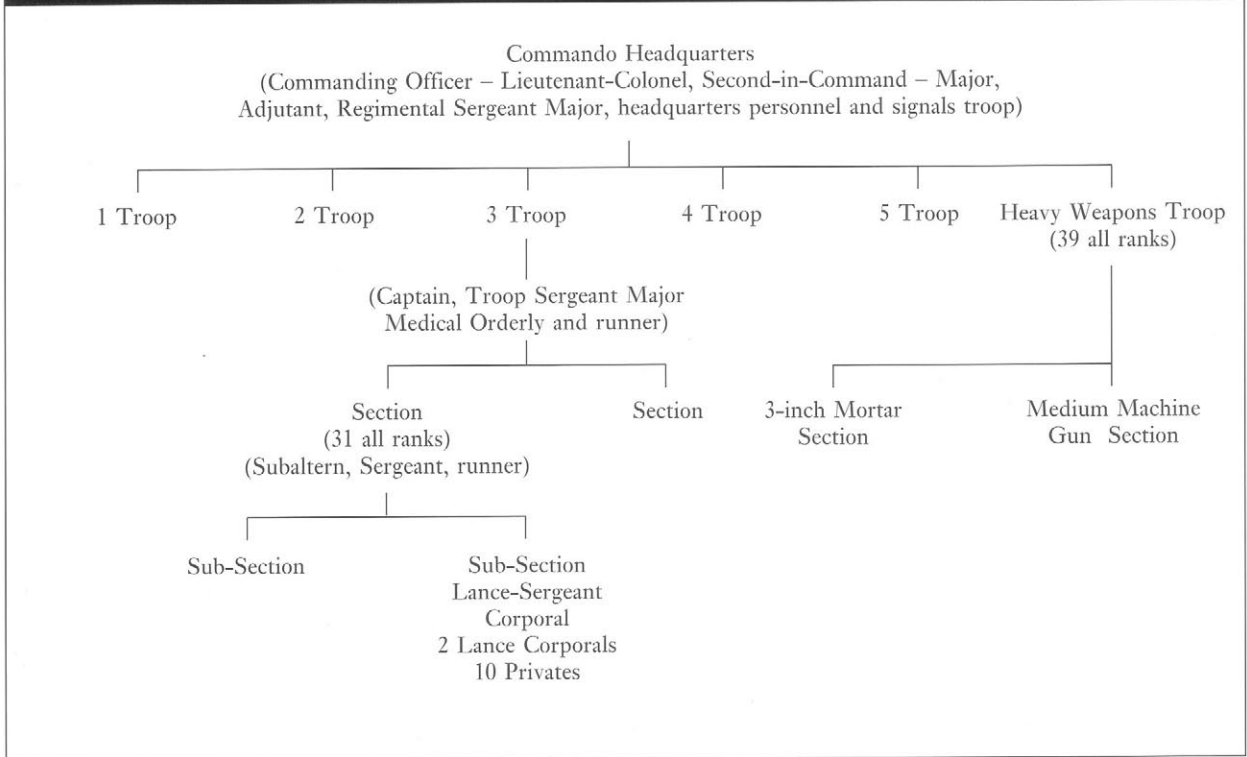 Commando Headquarters
(Commanding Officer – Lieutenant-Colonel, Second-in-Command – Major,
Adjutant, Regimental Sergeant Major, headquarters personnel and signals troop)
1 Troop
2 Troop
3 Troop
4 Troop
5 Troop
Heavy Weapons Troop
(39 all ranks)
(Captain, Troop Sergeant Major
Medical Orderly and runner)
Section
(31 all ranks)
(Subaltern, Sergeant, runner)
Section
3-inch Mortar
Section
Medium Machine
Gun Section
Sub-Section
Sub-Section
Lance-Sergeant
Corporal
2 Lance Corporals
10 Privates